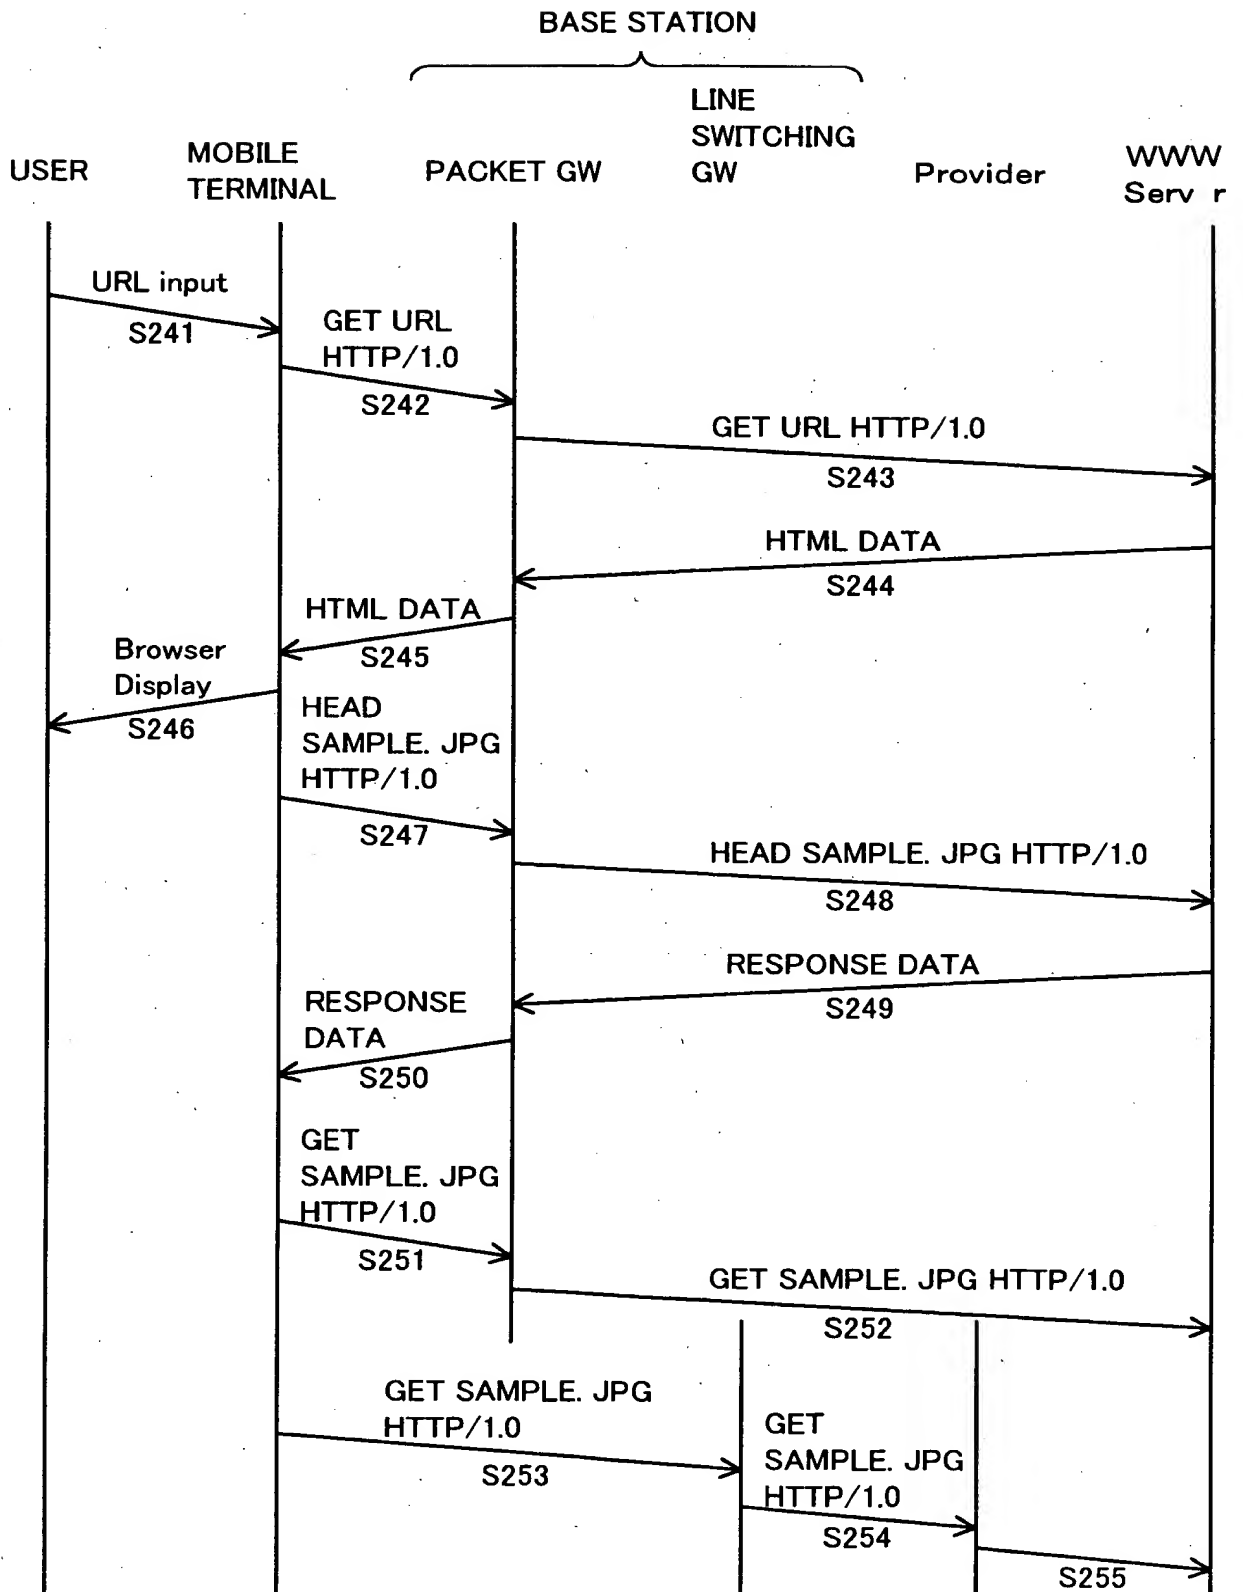 BASE STATION
USER
MOBILE
TERMINAL
PACKET GW
LINE
SWITCHING
GW
Provider
WWW
Serv r
URL input
S241
GET URL
HTTP/1.0
S242
GET URL HTTP/1.0
S243
HTML DATA
S244
HTML DATA
S245
Browser
Display
S246
HEAD
SAMPLE. JPG
HTTP/1.0
S247
HEAD SAMPLE. JPG HTTP/1.0
S248
RESPONSE DATA
S249
RESPONSE
DATA
S250
GET
SAMPLE. JPG
HTTP/1.0
S251
GET SAMPLE. JPG HTTP/1.0
S252
GET SAMPLE. JPG
HTTP/1.0
S253
GET
SAMPLE. JPG
HTTP/1.0
S254
S255